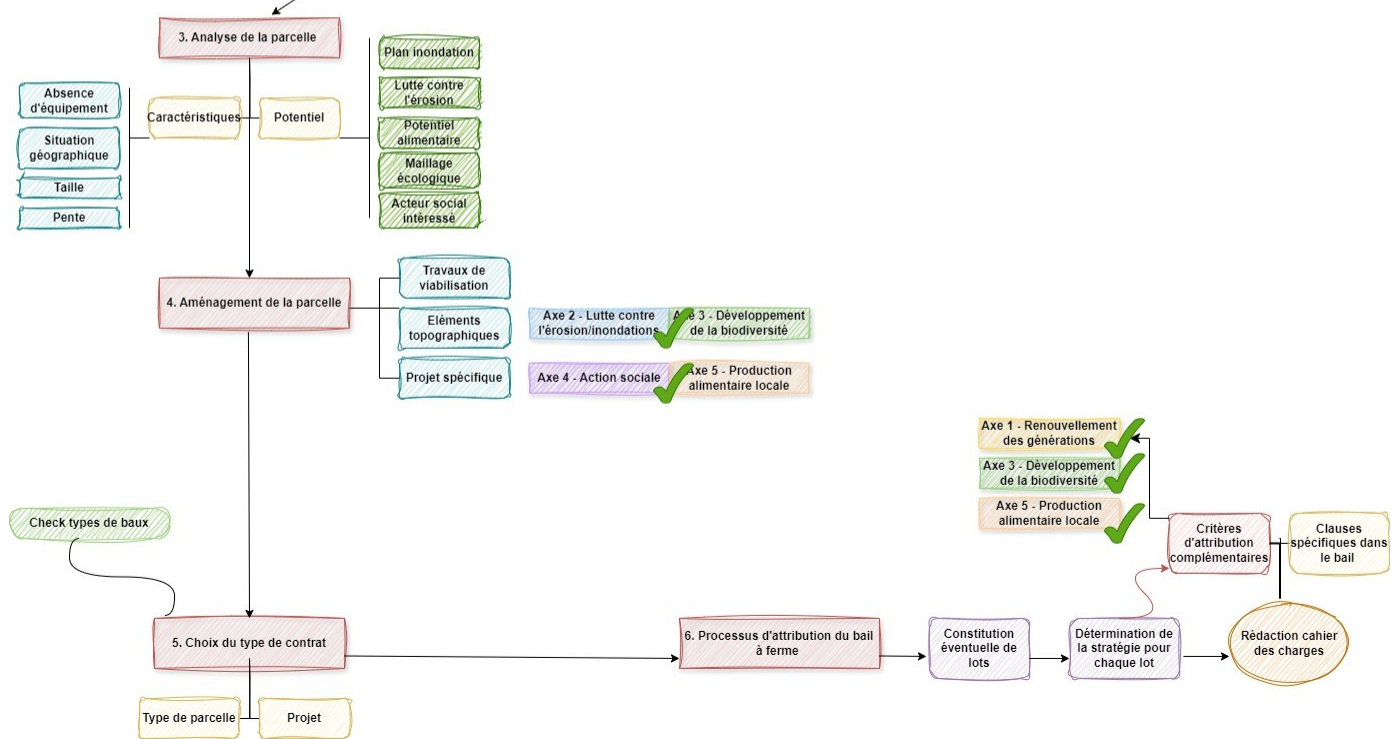 3. Analyse de la parcelle
Plan inondation
Lutte contre
l'érosion
Potentiel
alimentaire
Maillage
écologique
Acteur social
intéressé
Absence
d'équipement
Situation
géographique
Taille
Pente
Caractéristiques
Potentiel
4. Aménagement de la parcelle
Travaux de
viabilisation
Eléments
topographiques
Projet spécifique
Axe 2 - Lutte contre
l'érosion/inondations
Axe 3 - Développement
de la biodiversité
Axe 4 - Action sociale
Axe 5 - Production
alimentaire locale
Axe 1 - Renouvellement
des générations
Axe 3 - Développement
de la biodiversité
Axe 5 - Production
alimentaire locale
Critères
d'attribution
complémentaires
Clauses
spécifiques dans
le bail
Check types de baux
5. Choix du type de contrat
6. Processus d'attribution du bail
à ferme
Constitution
éventuelle de
lots
Détermination de
la stratégie pour
chaque lot
Rédaction cahier
des charges
Type de parcelle
Projet